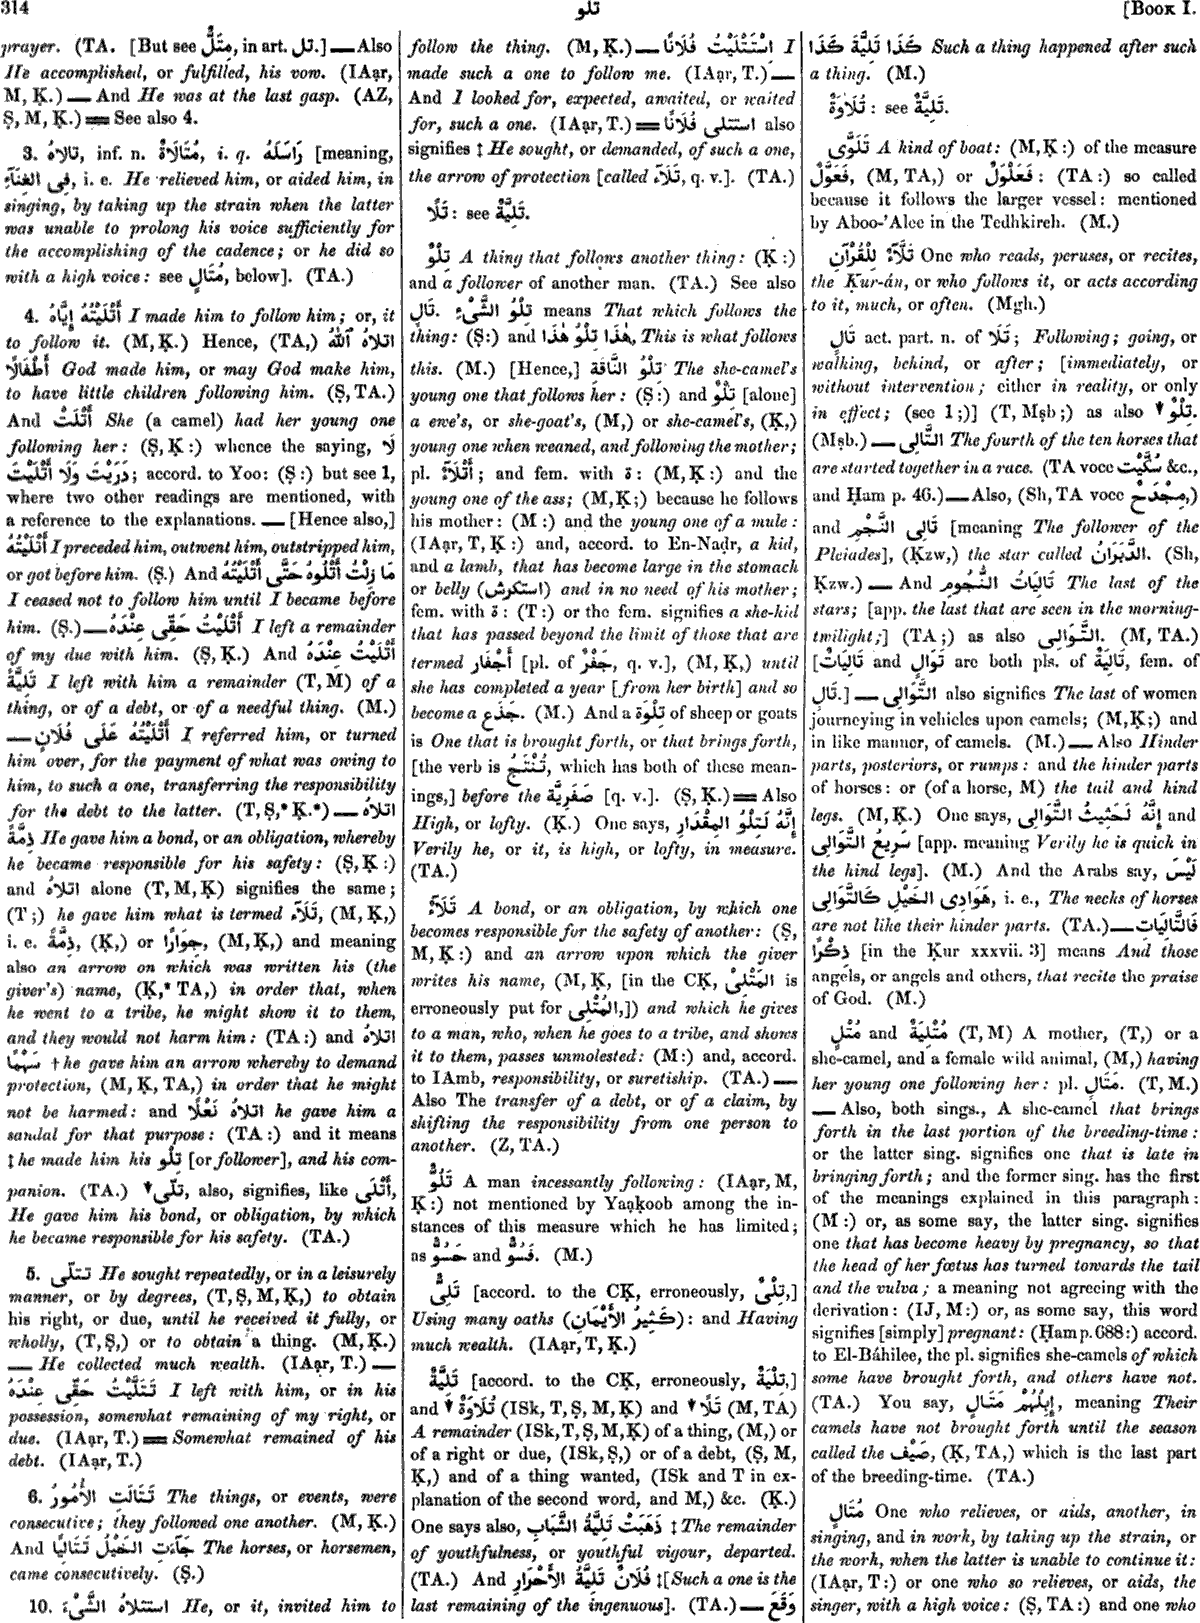 314
تلو
[BOOK I.
prayer. (TA. [But see مِتَلٌّ, in art. تل.] — Also
He accomplished, or fulfilled, his vow. (IAạr,
M, Ḳ.) — And He was at the last gasp. (AZ,
Ṣ, M, Ḳ.) = See also 4.
3. تَالَاهُ, inf. n. مُتَالَاةٌ, i. q. رَاسَلَهُ [meaning,
فِى الغِنَآءِ, i. e. He relieved him, or aided him, in
singing, by taking up the strain when the latter
was unable to prolong his voice sufficiently for
the accomplishing of the cadence; or he did so
with a high voice: see مُتَالٍ, below]. (TA.)
4. أَتْلَيْتُهُ إِيَّاهُ I made him to follow him; or, it
to follow it. (M, Ḳ.) Hence, (TA,) اتلاهُ ٱللّٰهُ
أَطْفَالًا God made him, or may God make him,
to have little children following him. (Ṣ, TA.)
And أَتْلَتْ She (a camel) had her young one
following her: (Ṣ, Ḳ:) whence the saying, لَا
دَرَيْتَ وَلَا أَتْلَيْتَ; accord. to Yoo: (Ṣ:) but see 1,
where two other readings are mentioned, with
a reference to the explanations. — [Hence also,]
أَتْلَيْتُهُ I preceded him, outwent him, outstripped him,
or got before him. (Ṣ.) And مَا زِلْتُ أَتْلُوهُ حَتَّى أَتْلَيْتُهُ
I ceased not to follow him until I became before
him. (Ṣ.) — أَتْلَيْتُ حَقِّى عِنْدَهُ I left a remainder
of my due with him. (Ṣ, Ḳ.) And أَتْلَيْتُ عِنْدَهُ
تَلِيَّةً I left with him a remainder (T, M) of a
thing, or of a debt, or of a needful thing. (M.)
— أَتْلَيْتُهُ عَلَى فُلَانٍ I referred him, or turned
him over, for the payment of what was owing to
him, to such a one, transferring the responsibility
for the debt to the latter. (T, Ṣ,* Ḳ.*) — اتلاهُ
ذِمَّةً He gave him a bond, or an obligation, whereby
he became responsible for his safety: (Ṣ, Ḳ:)
and اتلاهُ alone (T, M, Ḳ) signifies the same;
(T;) he gave him what is termed تَلَآء, (M, Ḳ,)
i. e. ذِمَّةً, (Ḳ,) or جِوَارًا, (M, Ḳ,) and meaning
also an arrow on which was written his (the
giver's) name, (Ḳ,* TA,) in order that, when
he went to a tribe, he might show it to them,
and they would not harm him: (TA:) and اتلاهُ
سَهْمًا † he gave him an arrow whereby to demand
protection, (M, Ḳ, TA,) in order that he might
not be harmed: and اتلاهُ نَعْلًا he gave him a
sandal for that purpose: (TA:) and it means
‡ he made him his تِلْو [or follower], and his com-
panion. (TA.) ▼ تلّى, also, signifies, like أَتْلَى,
He gave him his bond, or obligation, by which
he became responsible for his safety. (TA.)
5. تتلّى He sought repeatedly, or in a leisurely
manner, or by degrees, (T, Ṣ, M, Ḳ,) to obtain
his right, or due, until he received it fully, or
wholly, (T, Ṣ,) or to obtain a thing. (M, Ḳ.)
— He collected much wealth. (IAạr, T.) —
تَتَلَّيْتُ حَقِّى عِنْدَهُ I left with him, or in his
possession, somewhat remaining of my right, or
due. (IAạr, T.) = Somewhat remained of his
debt. (IAạr, T.)
6. تَتَالَتِ الأُمُورُ The things, or events, were
consecutive; they followed one another. (M, Ḳ.)
And جَآءَتِ الخَيْلُ تَتَالِيًا The horses, or horsemen,
came consecutively. (Ṣ.)
10. استتلاهُ الشَّىْءَ He, or it, invited him to
follow the thing. (M, Ḳ.) — اسْتَتْلَيْتُ فُلَانًا I
made such a one to follow me. (IAạr, T.) —
And I looked for, expected, awaited, or waited
for, such a one. (IAạr, T.) = استتلى فُلَانًا also
signifies ‡ He sought, or demanded, of such a one,
the arrow of protection [called تَلَآء, q. v.]. (TA.)
تَلًا: see تَلِيَّةٌ.
تِلْوٌ A thing that follows another thing: (Ḳ:)
and a follower of another man. (TA.) See also
تَالٍ. تِلْوُ الشَّىْءِ means That which follows the
thing: (Ṣ:) and هٰذَا تِلْوُ هٰذَا, This is what follows
this. (M.) [Hence,] تِلْوُ النَّاقَةِ The she-camel's
young one that follows her: (Ṣ:) and تِلْوٌ [alone]
a ewe's, or she-goat's, (M,) or she-camel's, (Ḳ,)
young one when weaned, and following the mother;
pl. أَتْلَآءٌ; and fem. with ة: (M, Ḳ:) and the
young one of the ass; (M, Ḳ;) because he follows
his mother: (M:) and the young one of a mule:
(IAạr, T, Ḳ:) and, accord. to En-Naḍr, a kid,
and a lamb, that has become large in the stomach
or belly (استكرش) and in no need of his mother;
fem. with ة: (T:) or the fem. signifies a she-kid
that has passed beyond the limit of those that are
termed أَجْفَار [pl. of جَفْرٌ, q. v.], (M, Ḳ,) until
she has completed a year [from her birth] and so
become a جَذَع. (M.) And a تِلْوَة of sheep or goats
is One that is brought forth, or that brings forth,
[the verb is تُنْتَجُ, which has both of these mean-
ings,] before the صَفَرِيَّة [q. v.]. (Ṣ, Ḳ.) = Also
High, or lofty. (Ḳ.) One says, إِنَّهُ لَتِلْوُ المِقْدَارِ
Verily he, or it, is high, or lofty, in measure.
(TA.)
تَلَآءٌ A bond, or an obligation, by which one
becomes responsible for the safety of another: (Ṣ,
M, Ḳ:) and an arrow upon which the giver
writes his name, (M, Ḳ, [in the CḲ, المَتْلِىْ is
erroneously put for المُتْلِى,]) and which he gives
to a man, who, when he goes to a tribe, and shows
it to them, passes unmolested: (M:) and, accord.
to IAmb, responsibility, or suretiship. (TA.) —
Also The transfer of a debt, or of a claim, by
shifting the responsibility from one person to
another. (Z, TA.)
تَلُوٌّ A man incessantly following: (IAạr, M,
Ḳ:) not mentioned by Yaạḳoob among the in-
stances of this measure which he has limited;
as حَسُوٌّ and فَسُوٌّ. (M.)
تَلِىٌّ [accord. to the CḲ, erroneously, تِلْىٌ,]
Using many oaths (كَثِيرُ الأَيْمَانِ): and Having
much wealth. (IAạr, T, Ḳ.)
تَلِيَّةٌ [accord. to the CḲ, erroneously, تِلْيَةٌ,]
and ▼ تُلَاوَةٌ (ISk, T, Ṣ, M, Ḳ) and ▼ تَلًا (M, TA)
A remainder (ISk, T, Ṣ, M, Ḳ) of a thing, (M,) or
of a right or due, (ISk, Ṣ,) or of a debt, (Ṣ, M,
Ḳ,) and of a thing wanted, (ISk and T in ex-
planation of the second word, and M,) &c. (Ḳ.)
One says also, ذَهَبَتْ تَلِيَّةُ الشَّبَابِ ‡ The remainder
of youthfulness, or youthful vigour, departed.
(TA.) And فُلَانٌ تَلِيَّةُ الأَحْرَارِ ‡ [Such a one is the
last remaining of the ingenuous]. (TA.) — وَقَعَ
كَذَا تَلِيَّةَ كَذَا Such a thing happened after such
a thing. (M.)
تُلَاوَةٌ: see تَلِيَّةٌ.
تَلَوَّى A kind of boat: (M, Ḳ:) of the measure
فَعَوَّلٌ, (M, TA,) or فَعَلْوَلٌ: (TA:) so called
because it follows the larger vessel: mentioned
by Aboo-'Alee in the Tedhkireh. (M.)
تَلَّآءٌ لِلْقُرْآنِ One who reads, peruses, or recites,
the Ḳur-án, or who follows it, or acts according
to it, much, or often. (Mgh.)
تَالٍ act. part. n. of تَلَا; Following; going, or
walking, behind, or after; [immediately, or
without intervention; either in reality, or only
in effect; (see 1;)] (T, Mṣb;) as also ▼ تِلْوٌ.
(Mṣb.) — التَّالِى The fourth of the ten horses that
are started together in a race. (TA voce سُكَّيْت &c.,
and Ḥam p. 46.) — Also, (Sh, TA voce مِجْدَحٌ,)
and تَالِى النَّجْمِ [meaning The follower of the
Pleiades], (Ḳzw,) the star called الدَّبَرَانُ. (Sh,
Ḳzw.) — And تَالِيَاتُ النُّجُومِ The last of the
stars; [app. the last that are seen in the morning-
twilight;] (TA;) as also التَّوَالِى. (M, TA.)
[تَالِيَاتٌ and تَوَالٍ are both pls. of تَالِيَةٌ, fem. of
تَالٍ.] — التَّوَالِى also signifies The last of women
journeying in vehicles upon camels; (M, Ḳ;) and
in like manner, of camels. (M.) — Also Hinder
parts, posteriors, or rumps: and the hinder parts
of horses: or (of a horse, M) the tail and hind
legs. (M, Ḳ.) One says, إِنَّهُ لَحَثِيثُ التَّوَالِى and
سَرِيعُ التَّوَالِى [app. meaning Verily he is quick in
the hind legs]. (M.) And the Arabs say, لَيْسَ
هَوَادِى الخَيْلِ كَالتَّوَالِى, i. e., The necks of horses
are not like their hinder parts. (TA.) — فَالتَّالِيَاتِ
ذِكْرًا [in the Ḳur xxxvii. 3] means And those
angels, or angels and others, that recite the praise
of God. (M.)
مُتْلٍ and مُتْلِيَةٌ (T, M) A mother, (T,) or a
she-camel, and a female wild animal, (M,) having
her young one following her: pl. مَتَالٍ. (T, M.)
— Also, both sings., A she-camel that brings
forth in the last portion of the breeding-time:
or the latter sing. signifies one that is late in
bringing forth; and the former sing. has the first
of the meanings explained in this paragraph:
(M:) or, as some say, the latter sing. signifies
one that has become heavy by pregnancy, so that
the head of her fœtus has turned towards the tail
and the vulva; a meaning not agreeing with the
derivation: (IJ, M:) or, as some say, this word
signifies [simply] pregnant: (Ḥam p. 688:) accord.
to El-Báhilee, the pl. signifies she-camels of which
some have brought forth, and others have not.
(TA.) You say, إِبِلُهُمْ مَتَالٍ, meaning Their
camels have not brought forth until the season
called the صَيْف, (Ḳ, TA,) which is the last part
of the breeding-time. (TA.)
مُتَالٍ One who relieves, or aids, another, in
singing, and in work, by taking up the strain, or
the work, when the latter is unable to continue it:
(IAạr, T:) or one who so relieves, or aids, the
singer, with a high voice: (Ṣ, TA:) and one who